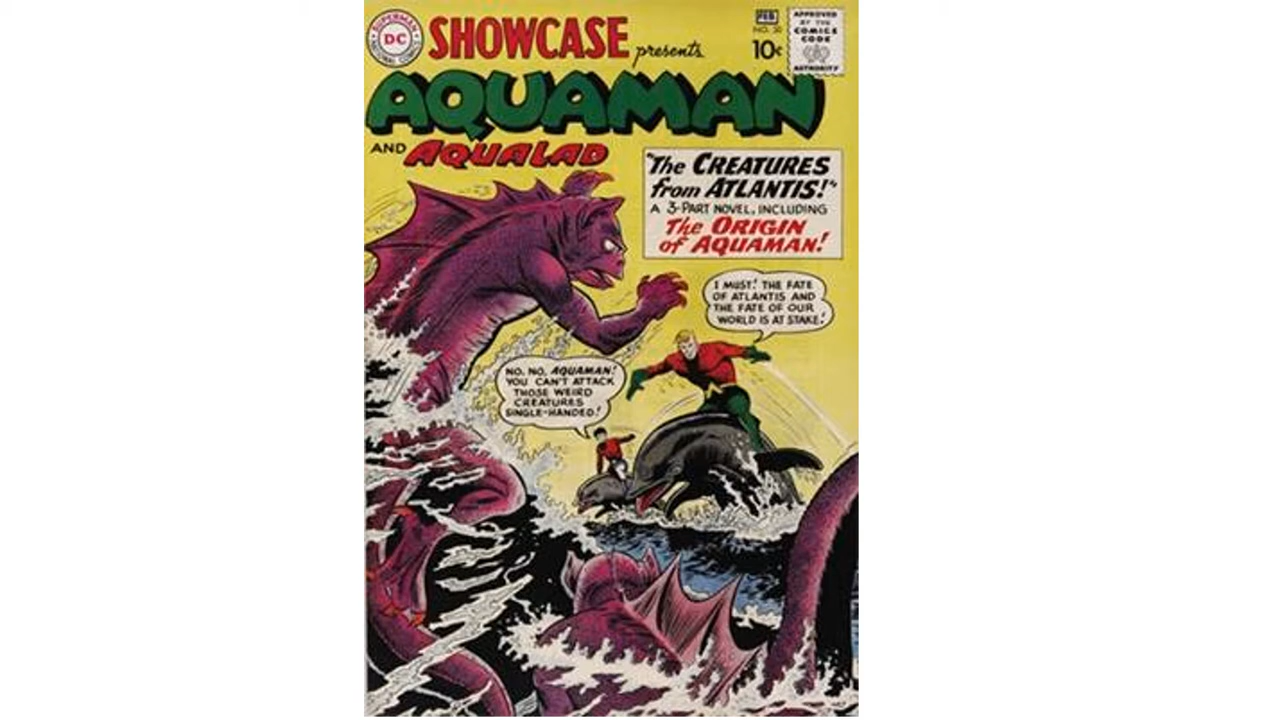 SUPERMAN
DC
NATIONAL COMICS
SHOWCASE presents
FEB.
NO. 30
10¢
APPROVED
BY THE
COMICS
CODE
AUTHORITY
AQUAMAN
AND AQUALAD
"The CREATURES
from ATLANTIS!"
A 3-PART NOVEL, INCLUDING
The ORIGIN
of AQUAMAN!
I MUST! THE FATE
OF ATLANTIS AND
THE FATE OF OUR
WORLD IS AT STAKE!
NO, NO, AQUAMAN!
YOU CAN'T ATTACK
THOSE WEIRD
CREATURES
SINGLE-HANDED!